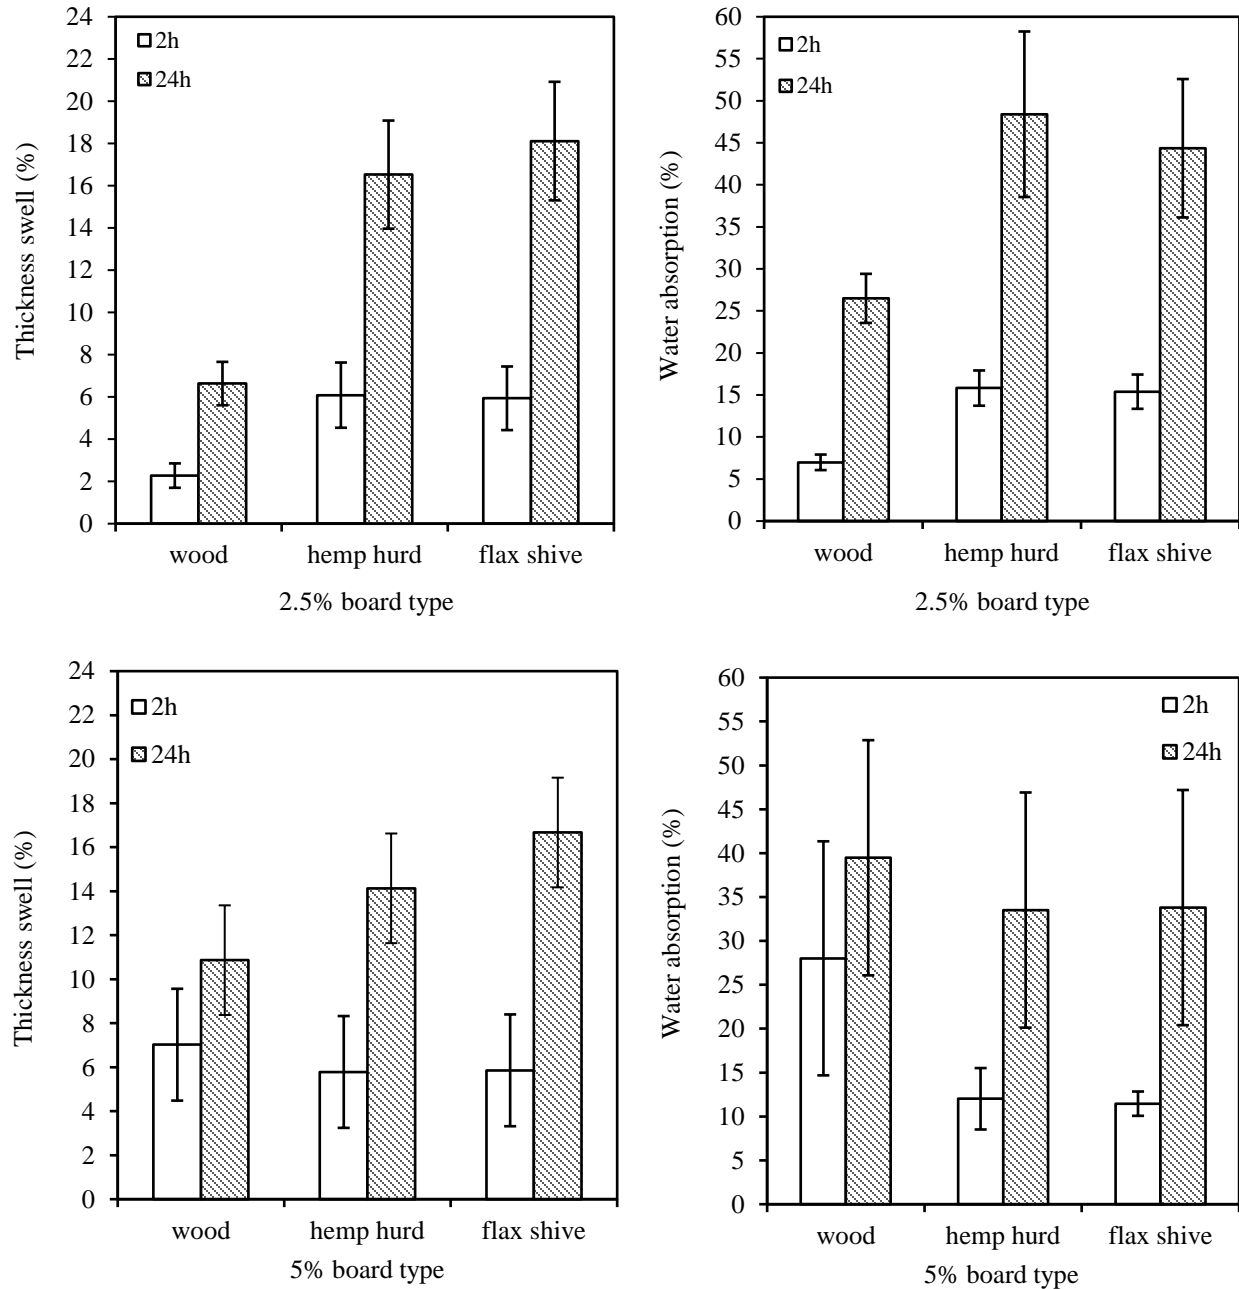 24
22
20
18
16
14
12
10
8
6
4
2
0
Thickness swell (%)
2h
24h
wood hemp hurd flax shive
2.5% board type
60
55
50
45
40
35
30
25
20
15
10
5
0
Water absorption (%)
2h
24h
wood hemp hurd flax shive
2.5% board type
24
22
20
18
16
14
12
10
8
6
4
2
0
Thickness swell (%)
2h
24h
wood hemp hurd flax shive
5% board type
60
55
50
45
40
35
30
25
20
15
10
5
0
Water absorption (%)
2h
24h
wood hemp hurd flax shive
5% board type